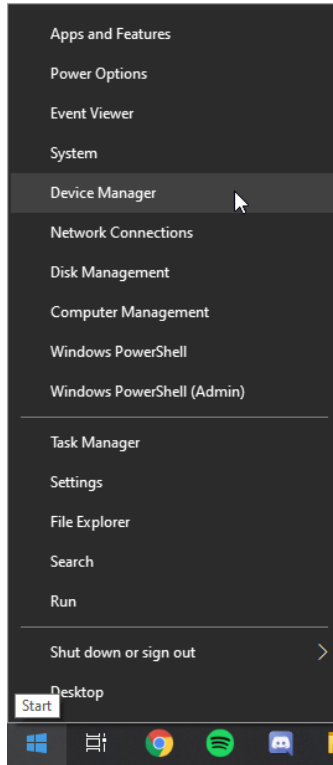 Apps and Features
Power Options
Event Viewer
System
Device Manager
Network Connections
Disk Management
Computer Management
Windows PowerShell
Windows PowerShell (Admin)
Task Manager
Settings
File Explorer
Search
Run
Shut down or sign out
Desktop
Start